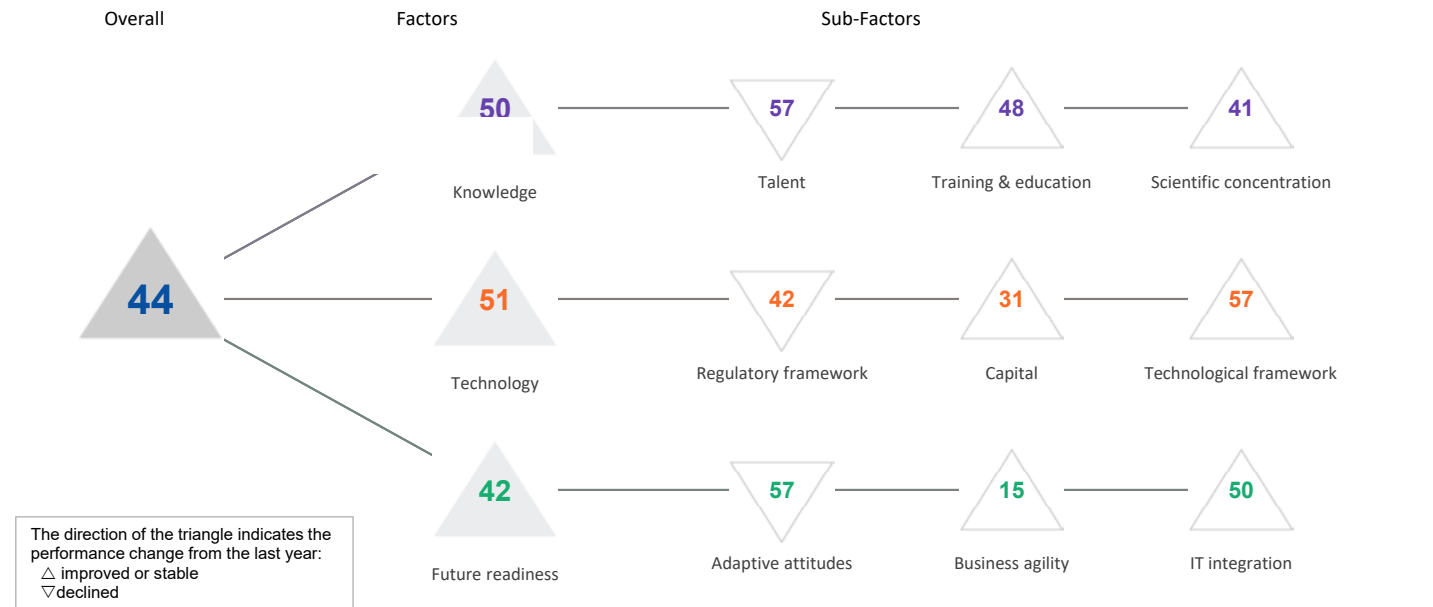 Overall Factors Sub-Factors
50 57 48 41
Knowledge Talent Training & education Scientific concentration
44 51 42 31 57
Technology Regulatory framework Capital Technological framework
42 57 15 50
Future readiness Adaptive attitudes Business agility IT integration
The direction of the triangle indicates the
performance change from the last year:
△ improved or stable
▽declined